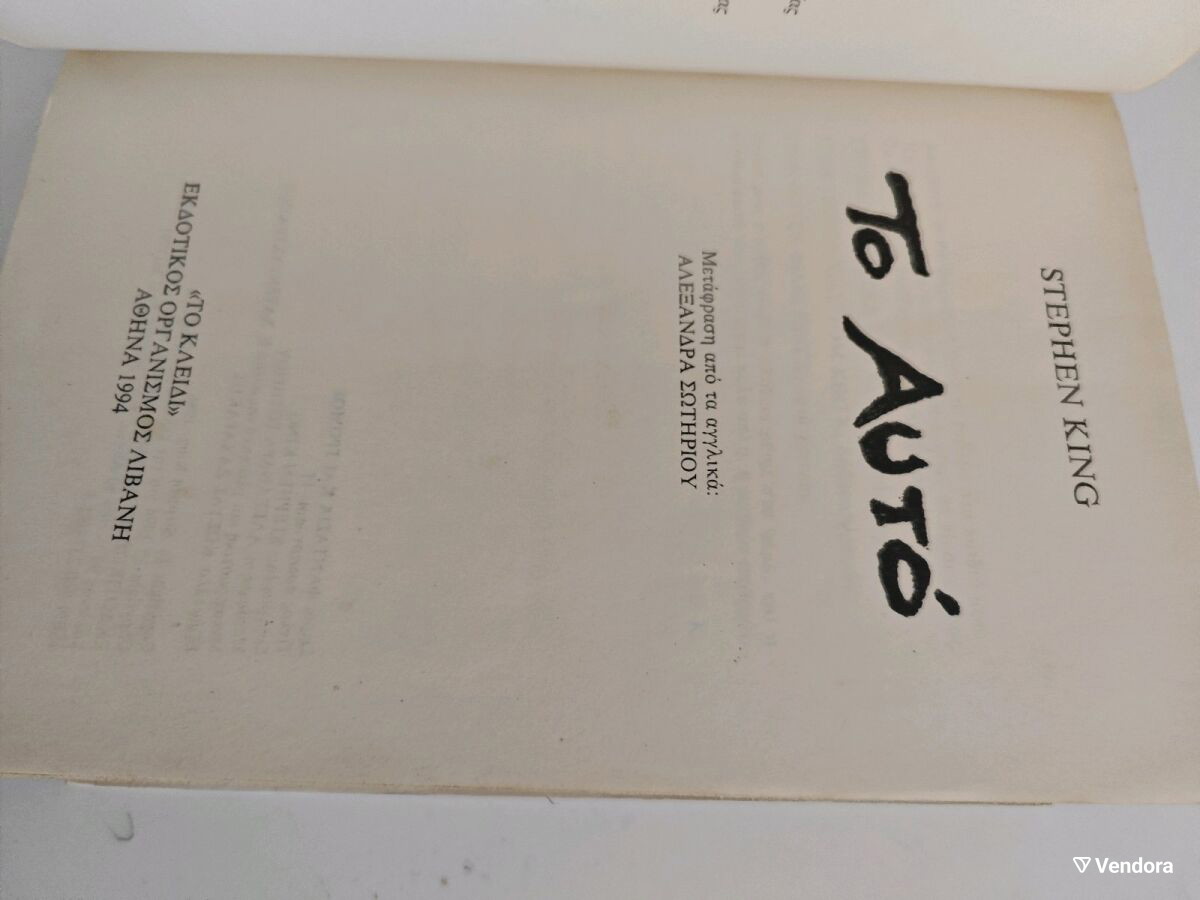 STEPHEN KING
Το Αυτό
Μετάφραση από τα αγγλικά:
ΑΛΕΞΑΝΔΡΑ ΣΩΤΗΡΙΟΥ
«ΤΟ ΚΛΕΙΔΙ»
ΕΚΔΟΤΙΚΟΣ ΟΡΓΑΝΙΣΜΟΣ ΛΙΒΑΝΗ
ΑΘΗΝΑ 1994
Vendora